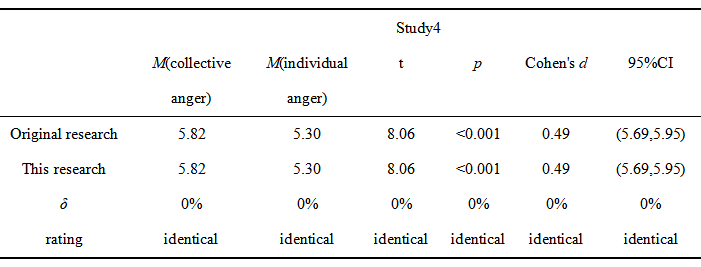 Study4
M(collective anger) M(individual anger) t p Cohen's d 95%CI
Original research 5.82 5.30 8.06 <0.001 0.49 (5.69,5.95)
This research 5.82 5.30 8.06 <0.001 0.49 (5.69,5.95)
δ̂ 0% 0% 0% 0% 0% 0%
rating identical identical identical identical identical identical